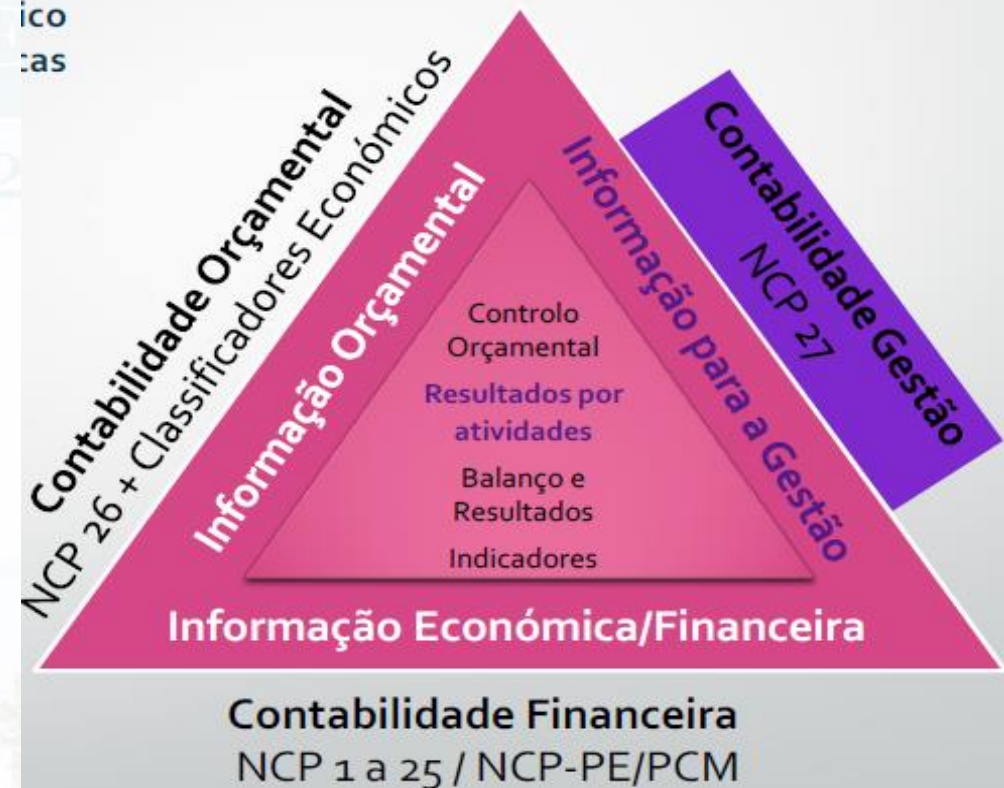 Contabilidade Orçamental
NCP 26 + Classificadores Económicos
Informação Orçamental
Informação para a Gestão
Contabilidade Gestão
NCP 27
Controlo
Orçamental
Resultados por
atividades
Balanço e
Resultados
Indicadores
Informação Económica/Financeira
Contabilidade Financeira
NCP 1 a 25 / NCP-PE/PCM